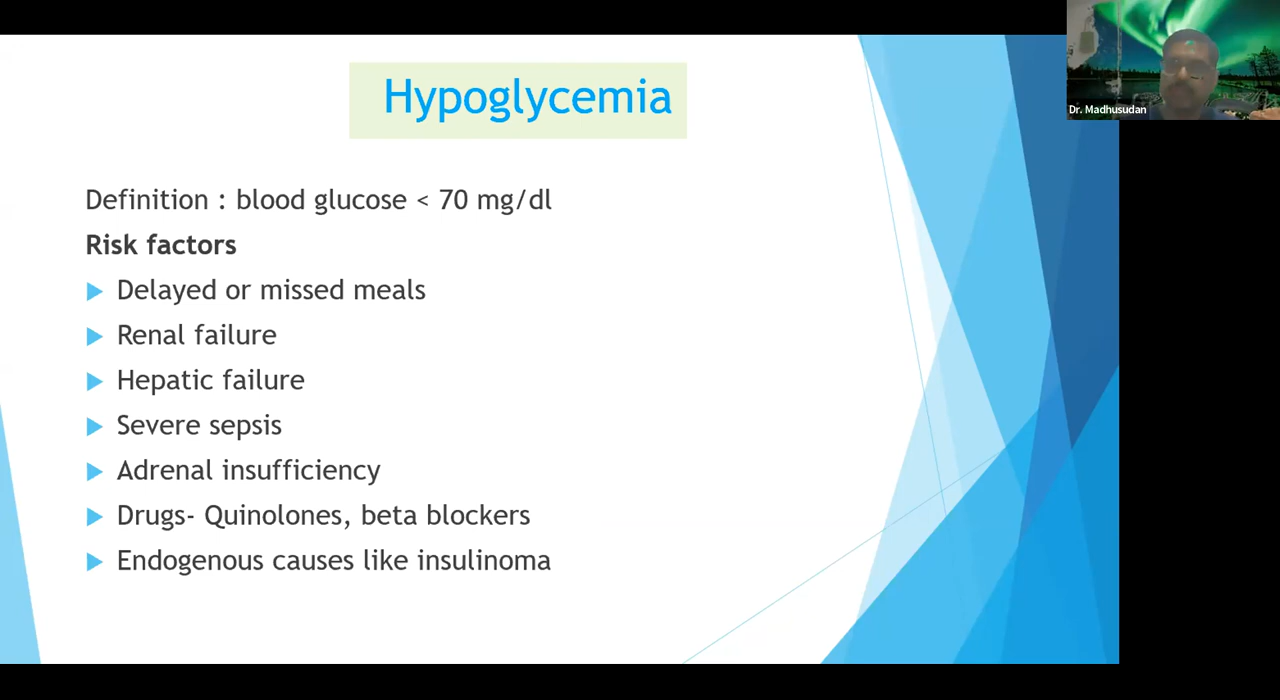 Hypoglycemia
Dr. Madhusudan
Definition : blood glucose < 70 mg/dl
Risk factors
Delayed or missed meals
Renal failure
Hepatic failure
Severe sepsis
Adrenal insufficiency
Drugs- Quinolones, beta blockers
Endogenous causes like insulinoma